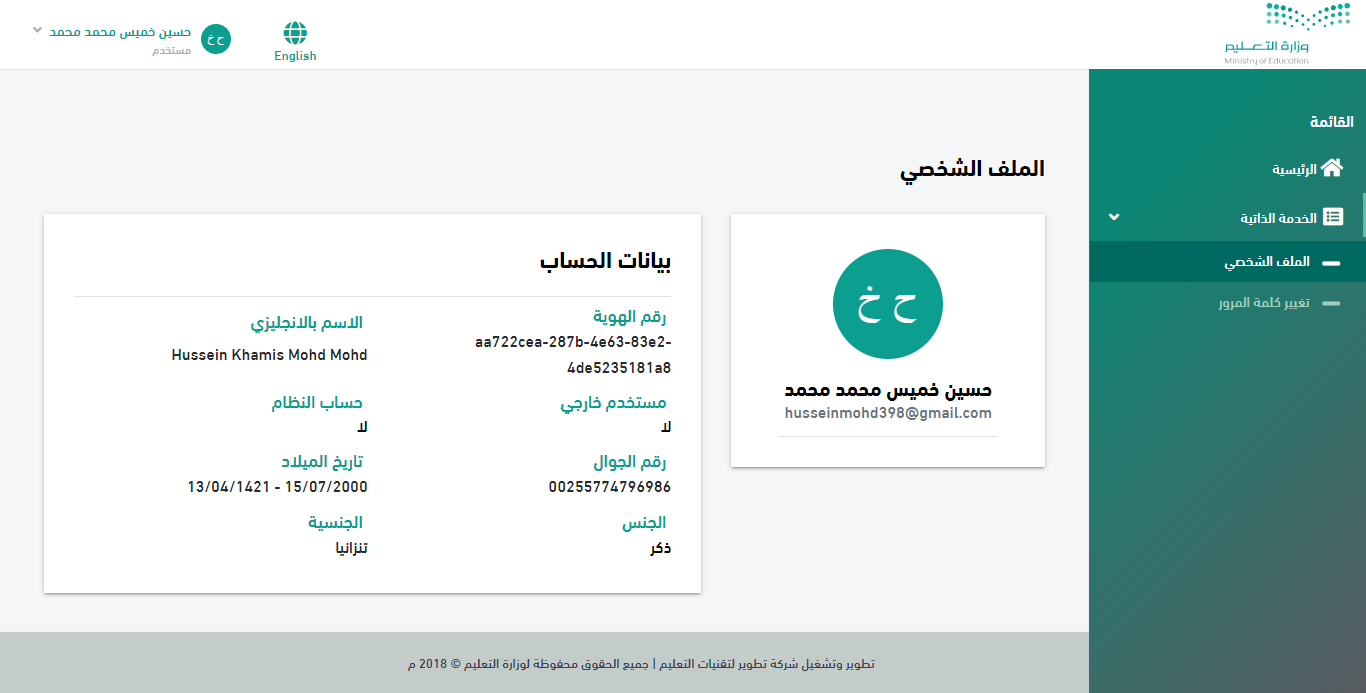 وزارة التعـــليم
Ministry of Education
English
ح خ
حسين خميس محمد محمد
مستخدم
القائمة
الرئيسية
الخدمة الذاتية
الملف الشخصي
تغيير كلمة المرور
الملف الشخصي
ح خ
حسين خميس محمد محمد
husseinmohd398@gmail.com
بيانات الحساب
رقم الهوية
aa722cea-287b-4e63-83e2-
4de5235181a8
الاسم بالانجليزي
Hussein Khamis Mohd Mohd
مستخدم خارجي
لا
حساب النظام
لا
رقم الجوال
00255774796986
تاريخ الميلاد
13/04/1421 - 15/07/2000
الجنس
ذكر
الجنسية
تنزانيا
تطوير وتشغيل شركة تطوير لتقنيات التعليم | جميع الحقوق محفوظة لوزارة التعليم © 2018 م